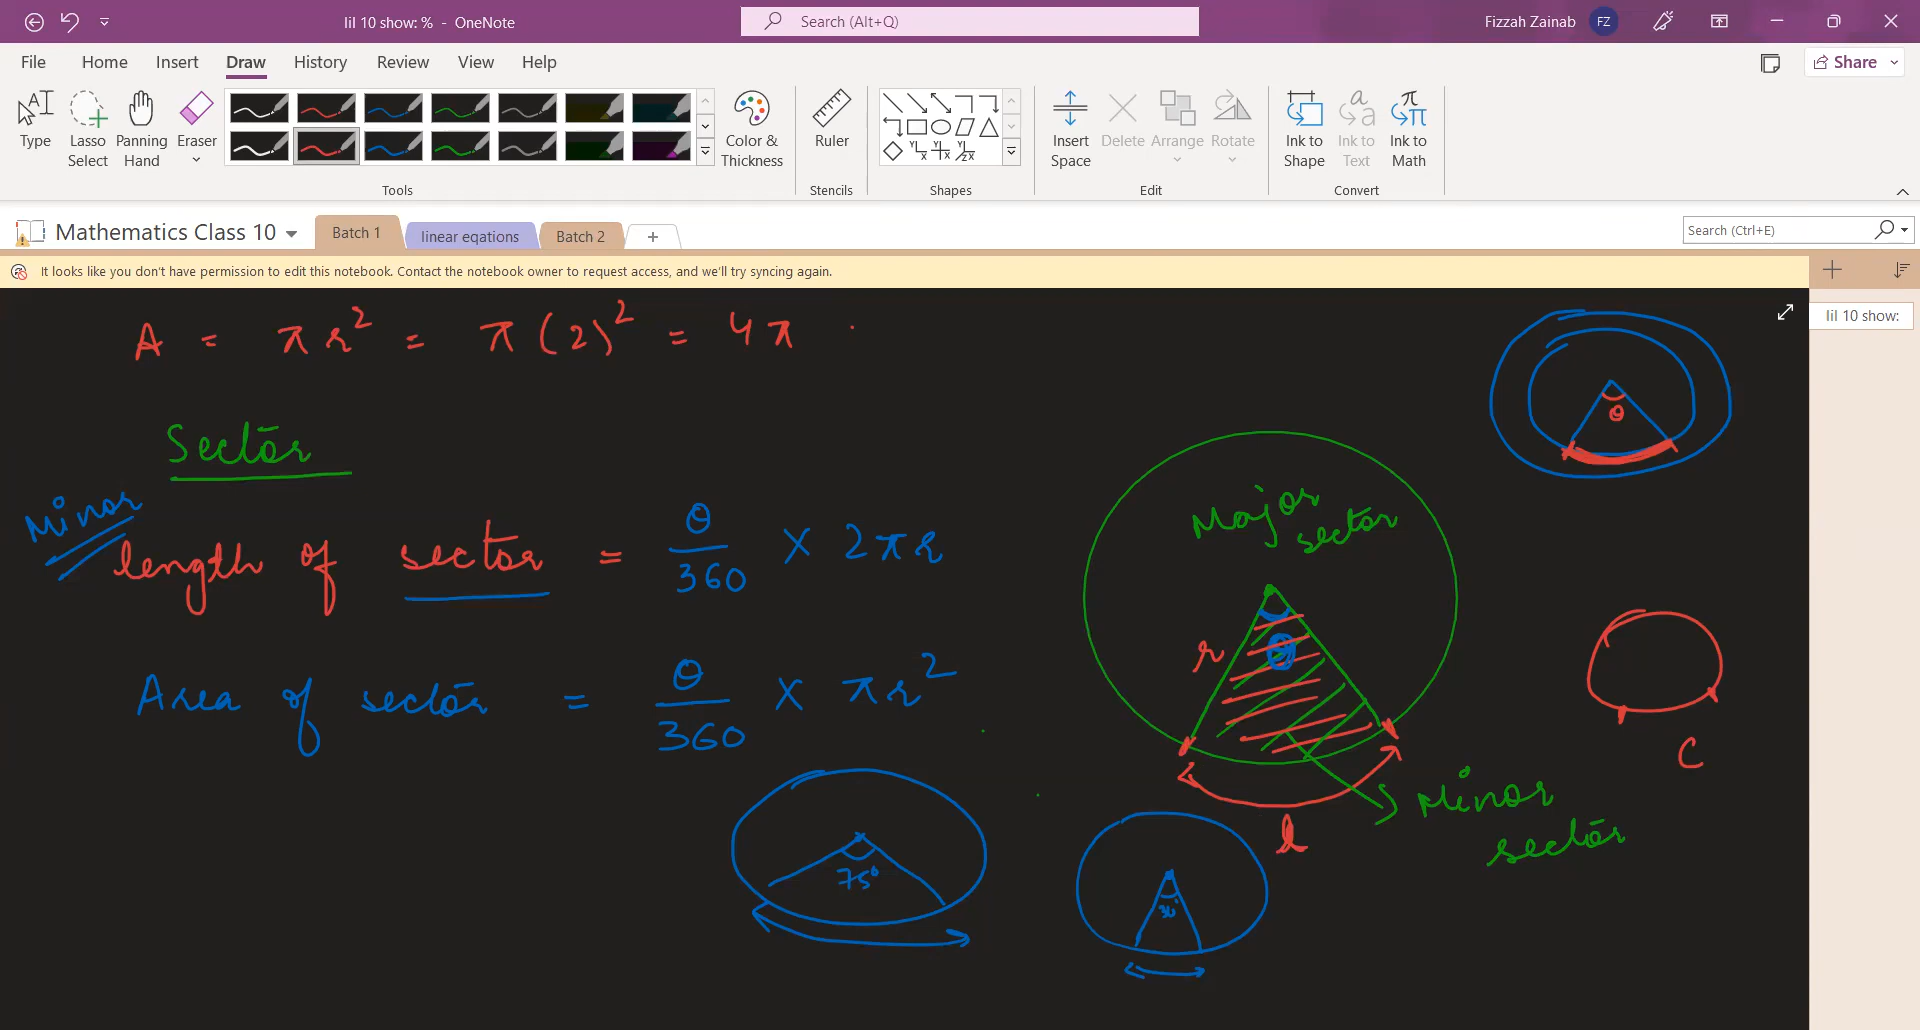 lil 10 show: % - OneNote
Search (Alt+Q)
Fizzah Zainab
FZ
File Home Insert Draw History Review View Help
Share
Type
Lasso Select
Panning Hand
Eraser
Color & Thickness
Ruler
Insert Space
Delete
Arrange
Rotate
Ink to Shape
Ink to Text
Ink to Math
Tools
Stencils
Shapes
Edit
Convert
Mathematics Class 10
Batch 1
linear eqations
Batch 2
Search (Ctrl+E)
It looks like you don't have permission to edit this notebook. Contact the notebook owner to request access, and we'll try syncing again.
lil 10 show:
A = πr² = π(2)² = 4π
Sector
Minor
length of sector = θ/360 × 2πr
Area of sector = θ/360 × πr²
θ
Major sector
θ
r
l
Minor sector
C
75°